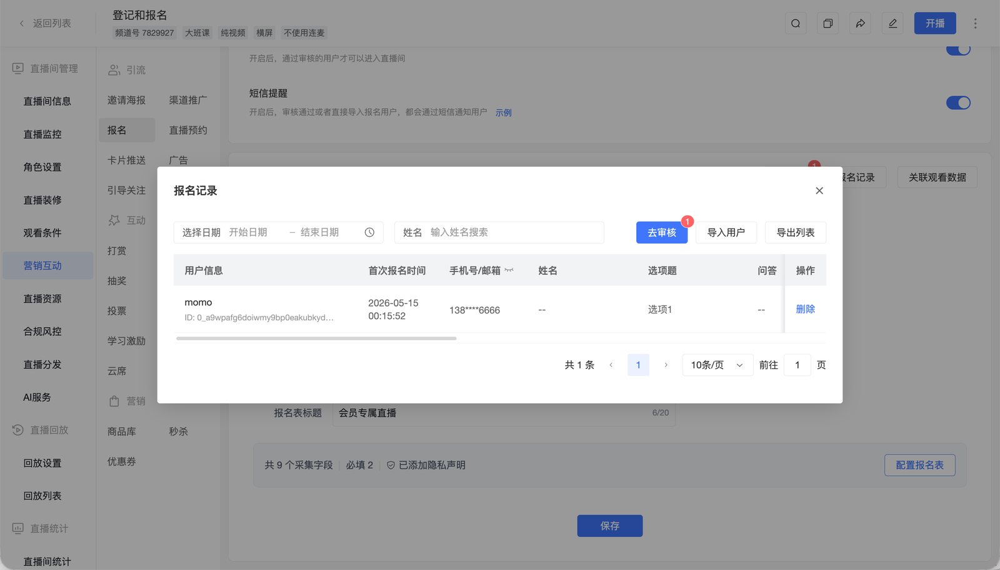 返回列表
登记和报名
频道号 7829927 大班课 纯视频 横屏 不使用连麦
开播
直播间管理
直播间信息
直播监控
角色设置
直播装修
观看条件
营销互动
直播资源
合规风控
直播分发
AI服务
直播回放
回放设置
回放列表
直播统计
直播间统计
引流
邀请海报 渠道推广
报名 直播预约
卡片推送 广告
引导关注
互动
打赏
抽奖
投票
学习激励
云席
营销
商品库 秒杀
优惠券
开启后，通过审核的用户才可以进入直播间
短信提醒
开启后，审核通过或者直接导入报名用户，都会通过短信通知用户 示例
1
报名记录 关联观看数据
报名记录
选择日期 开始日期 – 结束日期 姓名 输入姓名搜索 去审核 1 导入用户 导出列表
用户信息 首次报名时间 手机号/邮箱 姓名 选项题 问答 操作
momo
ID: 0_a9wpafg6doiwmy9bp0eakubkyd...
2026-05-15
00:15:52
138****6666 -- 选项1 -- 删除
共 1 条 1 10条/页 前往 1 页
报名表标题 会员专属直播 6/20
共 9 个采集字段 必填 2 已添加隐私声明 配置报名表
保存